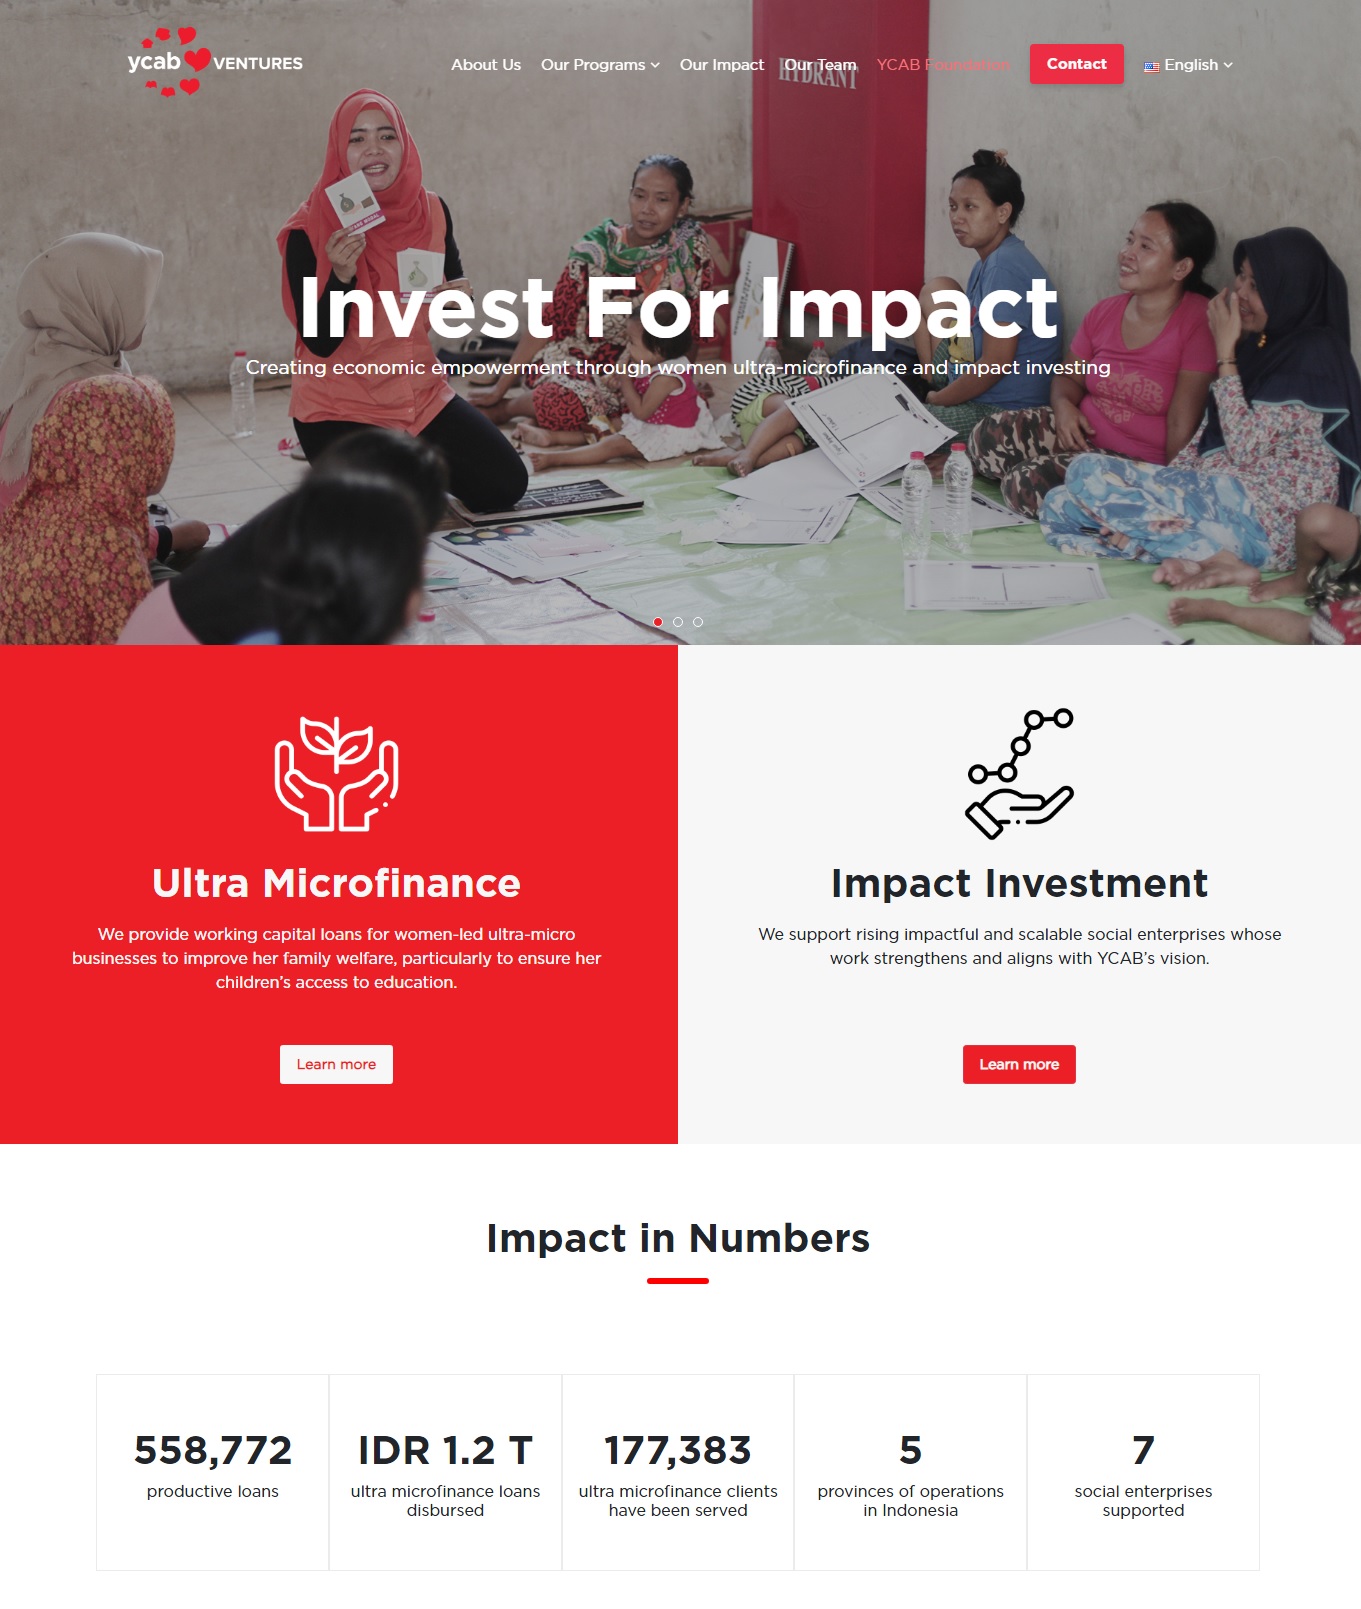 ycab VENTURES
About Us Our Programs Our Impact Our Team YCAB Foundation Contact English
HYDRANT
Invest For Impact
Creating economic empowerment through women ultra-microfinance and impact investing
Ultra Microfinance
We provide working capital loans for women-led ultra-micro
businesses to improve her family welfare, particularly to ensure her
children’s access to education.
Learn more
Impact Investment
We support rising impactful and scalable social enterprises whose
work strengthens and aligns with YCAB’s vision.
Learn more
Impact in Numbers
558,772
productive loans
IDR 1.2 T
ultra microfinance loans
disbursed
177,383
ultra microfinance clients
have been served
5
provinces of operations
in Indonesia
7
social enterprises
supported